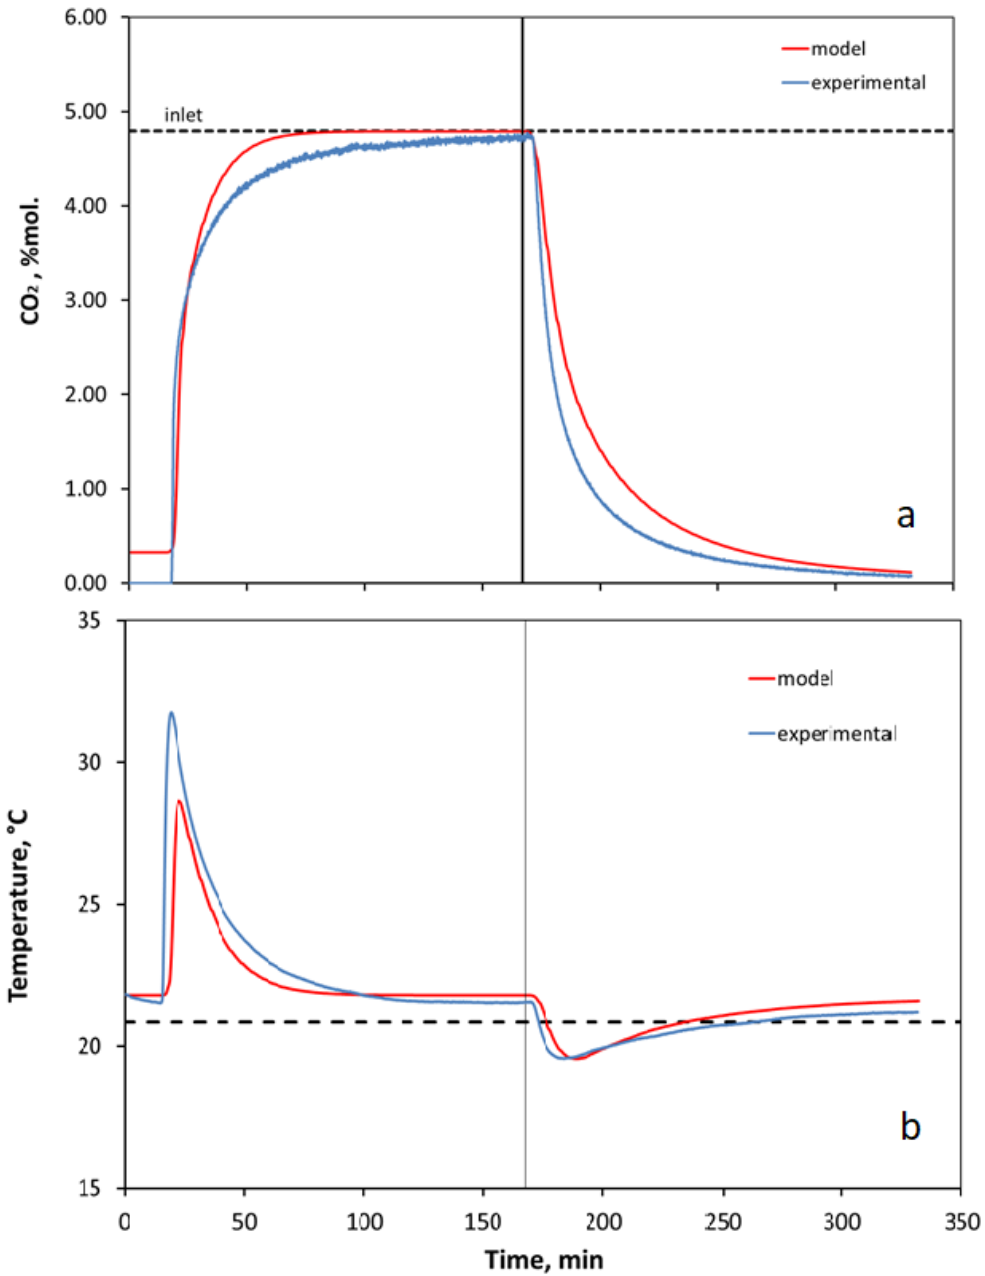 6.00
model
experimental
inlet
5.00
4.00
CO₂ , %mol.
3.00
2.00
1.00
a
0.00
35
model
experimental
30
Temperature, °C
25
20
b
15
0 50 100 150 200 250 300 350
Time, min